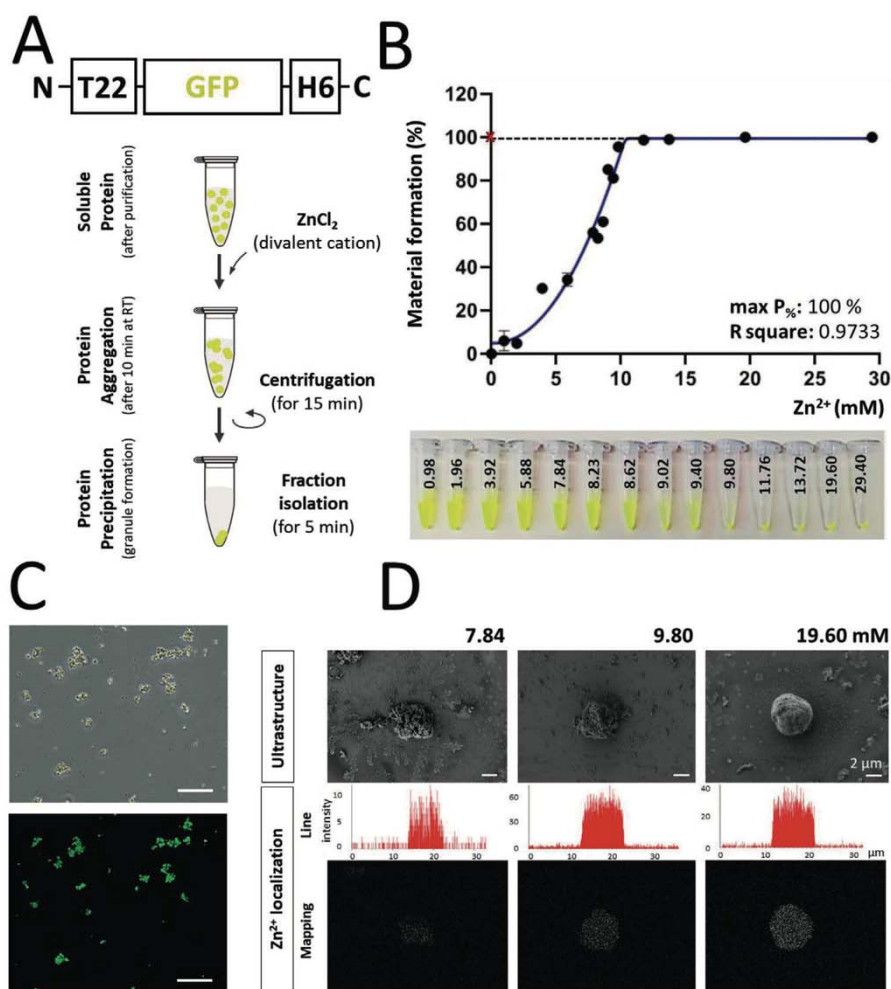 A
N T22 GFP H6 C
Soluble
Protein
(after purification)
ZnCl₂
(divalent cation)
Protein
Aggregation
(after 10 min at RT)
Centrifugation
(for 15 min)
Protein
Precipitation
(granule formation)
Fraction
isolation
(for 5 min)
B
Material formation (%)
120
100
80
60
40
20
0
x
max P%: 100 %
R square: 0.9733
0 5 10 15 20 25 30
Zn²⁺ (mM)
0.98 1.96 3.92 5.88 7.84 8.23 8.62 9.02 9.40 9.80 11.76 13.72 19.60 29.40
C
D
7.84 9.80 19.60 mM
Ultrastructure
2 µm
Zn²⁺ localization
Line
intensity
10
5
0
0 10 20 30
60
30
0
0 10 20 30
40
20
0
0 10 20 30 µm
Mapping